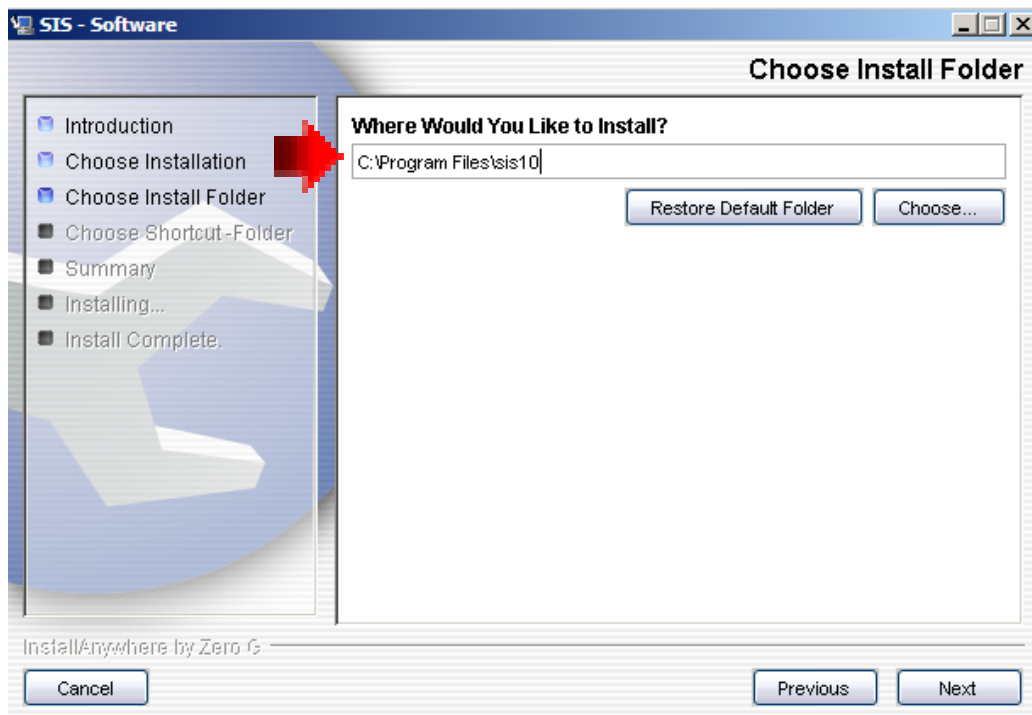 SIS - Software
Choose Install Folder
Introduction
Choose Installation
Choose Install Folder
Choose Shortcut-Folder
Summary
Installing...
Install Complete.
Where Would You Like to Install?
C:\Program Files\sis10
Restore Default Folder
Choose...
InstallAnywhere by Zero G
Cancel
Previous
Next